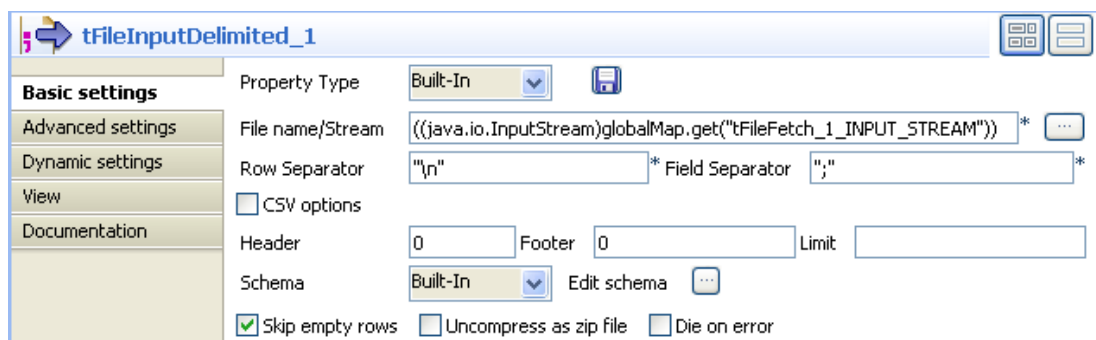 tFileInputDelimited_1
Basic settings
Advanced settings
Dynamic settings
View
Documentation
Property Type Built-In
File name/Stream ((java.io.InputStream)globalMap.get("tFileFetch_1_INPUT_STREAM")) * ...
Row Separator "\n" * Field Separator ";" *
CSV options
Header 0 Footer 0 Limit
Schema Built-In Edit schema ...
Skip empty rows Uncompress as zip file Die on error